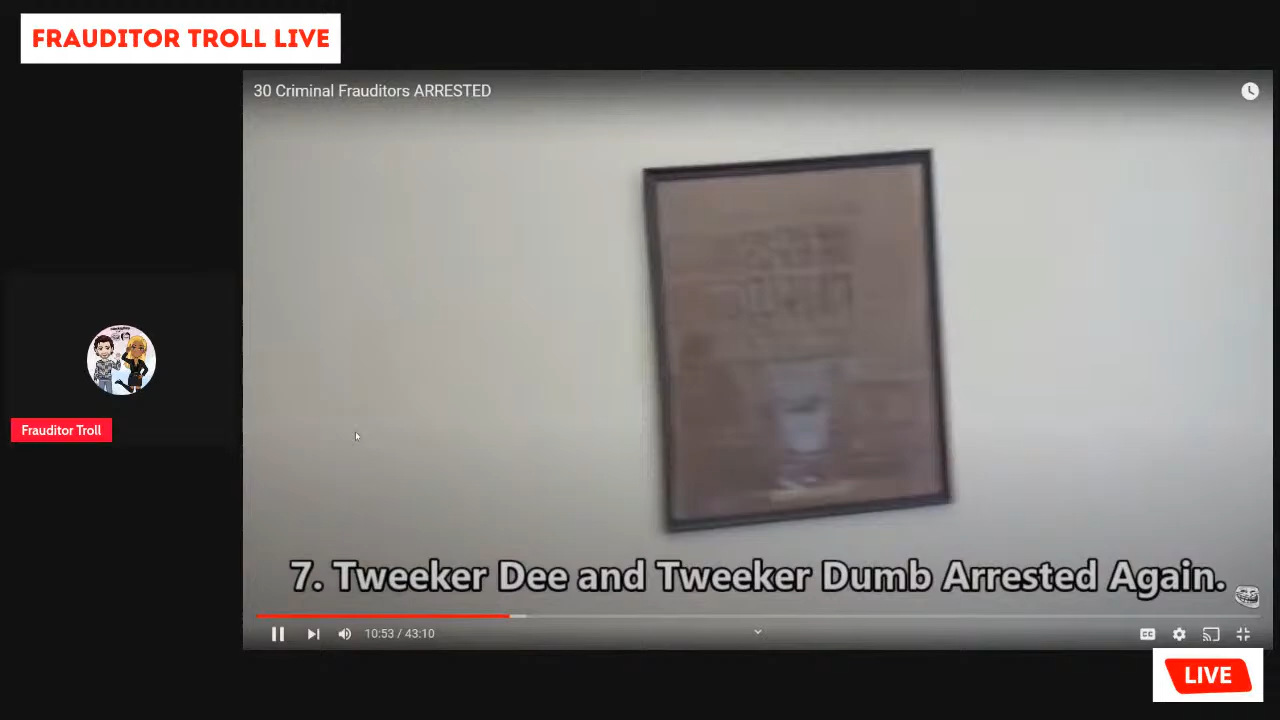 FRAUDITOR TROLL LIVE
30 Criminal Frauditors ARRESTED
Frauditor Troll
7. Tweeker Dee and Tweeker Dumb Arrested Again.
10:53 / 43:10
CC
LIVE